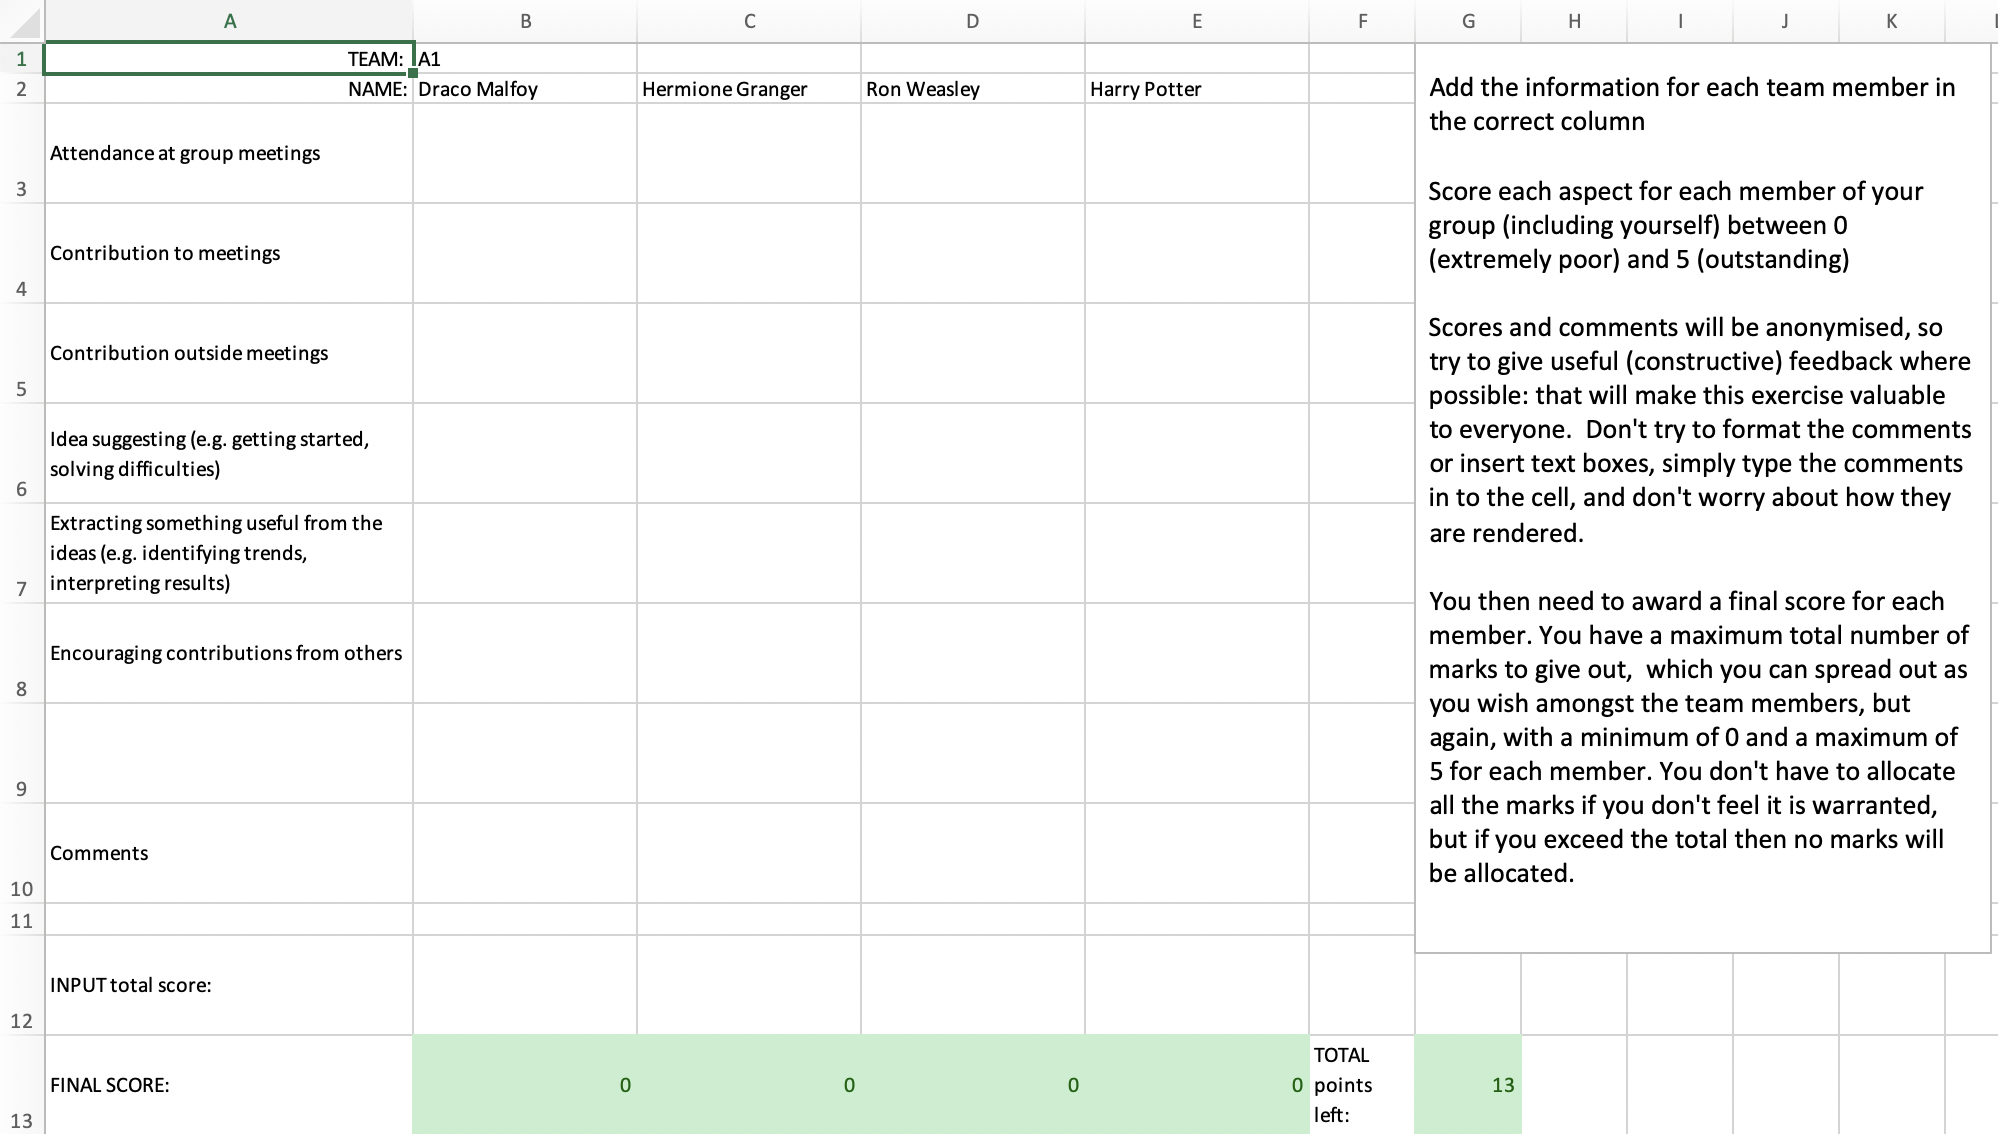 A B C D E F G H I J K
1 TEAM: A1
2 NAME: Draco Malfoy Hermione Granger Ron Weasley Harry Potter
Attendance at group meetings
3
Contribution to meetings
4
Contribution outside meetings
5
Idea suggesting (e.g. getting started,
solving difficulties)
6
Extracting something useful from the
ideas (e.g. identifying trends,
interpreting results)
7
Encouraging contributions from others
8
9
Comments
10
11
INPUT total score:
12
FINAL SCORE: 0 0 0 0
TOTAL
points
left:
13
13
Add the information for each team member in
the correct column
Score each aspect for each member of your
group (including yourself) between 0
(extremely poor) and 5 (outstanding)
Scores and comments will be anonymised, so
try to give useful (constructive) feedback where
possible: that will make this exercise valuable
to everyone.  Don't try to format the comments
or insert text boxes, simply type the comments
in to the cell, and don't worry about how they
are rendered.
You then need to award a final score for each
member. You have a maximum total number of
marks to give out,  which you can spread out as
you wish amongst the team members, but
again, with a minimum of 0 and a maximum of
5 for each member. You don't have to allocate
all the marks if you don't feel it is warranted,
but if you exceed the total then no marks will
be allocated.